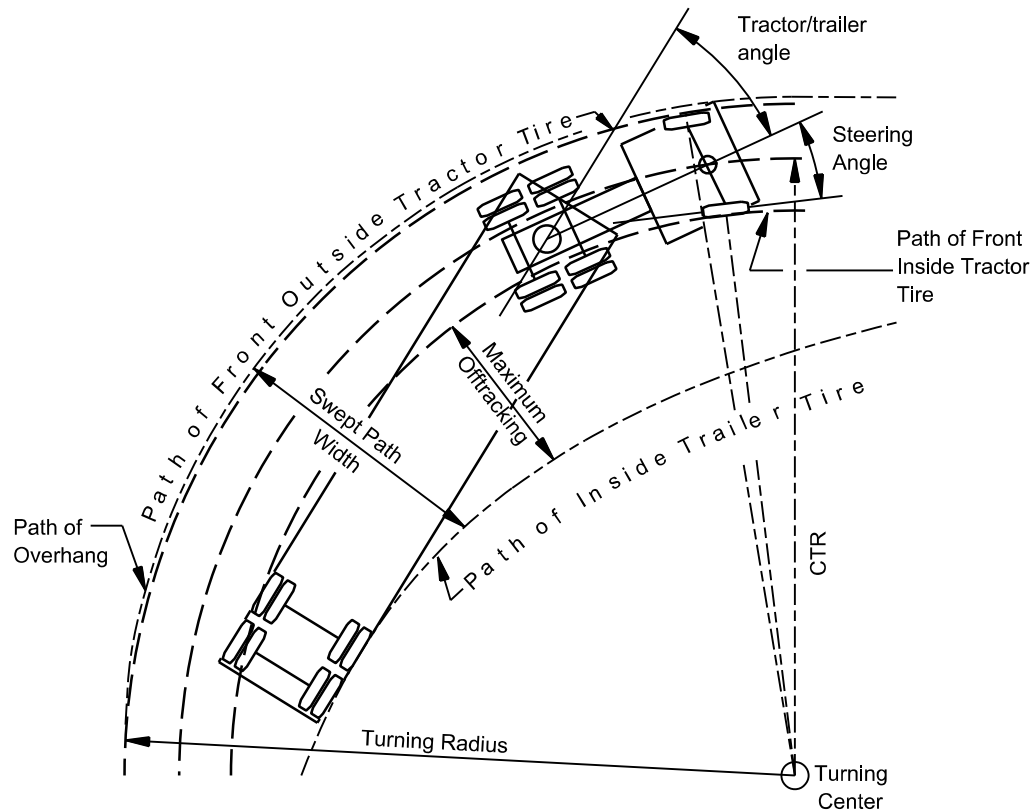 Tractor/trailer
angle
Steering
Angle
Path of Front Outside Tractor Tire
Path of Front
Inside Tractor
Tire
Maximum
Offtracking
Swept Path
Width
Path of Inside Trailer Tire
Path of
Overhang
CTR
Turning Radius
Turning
Center